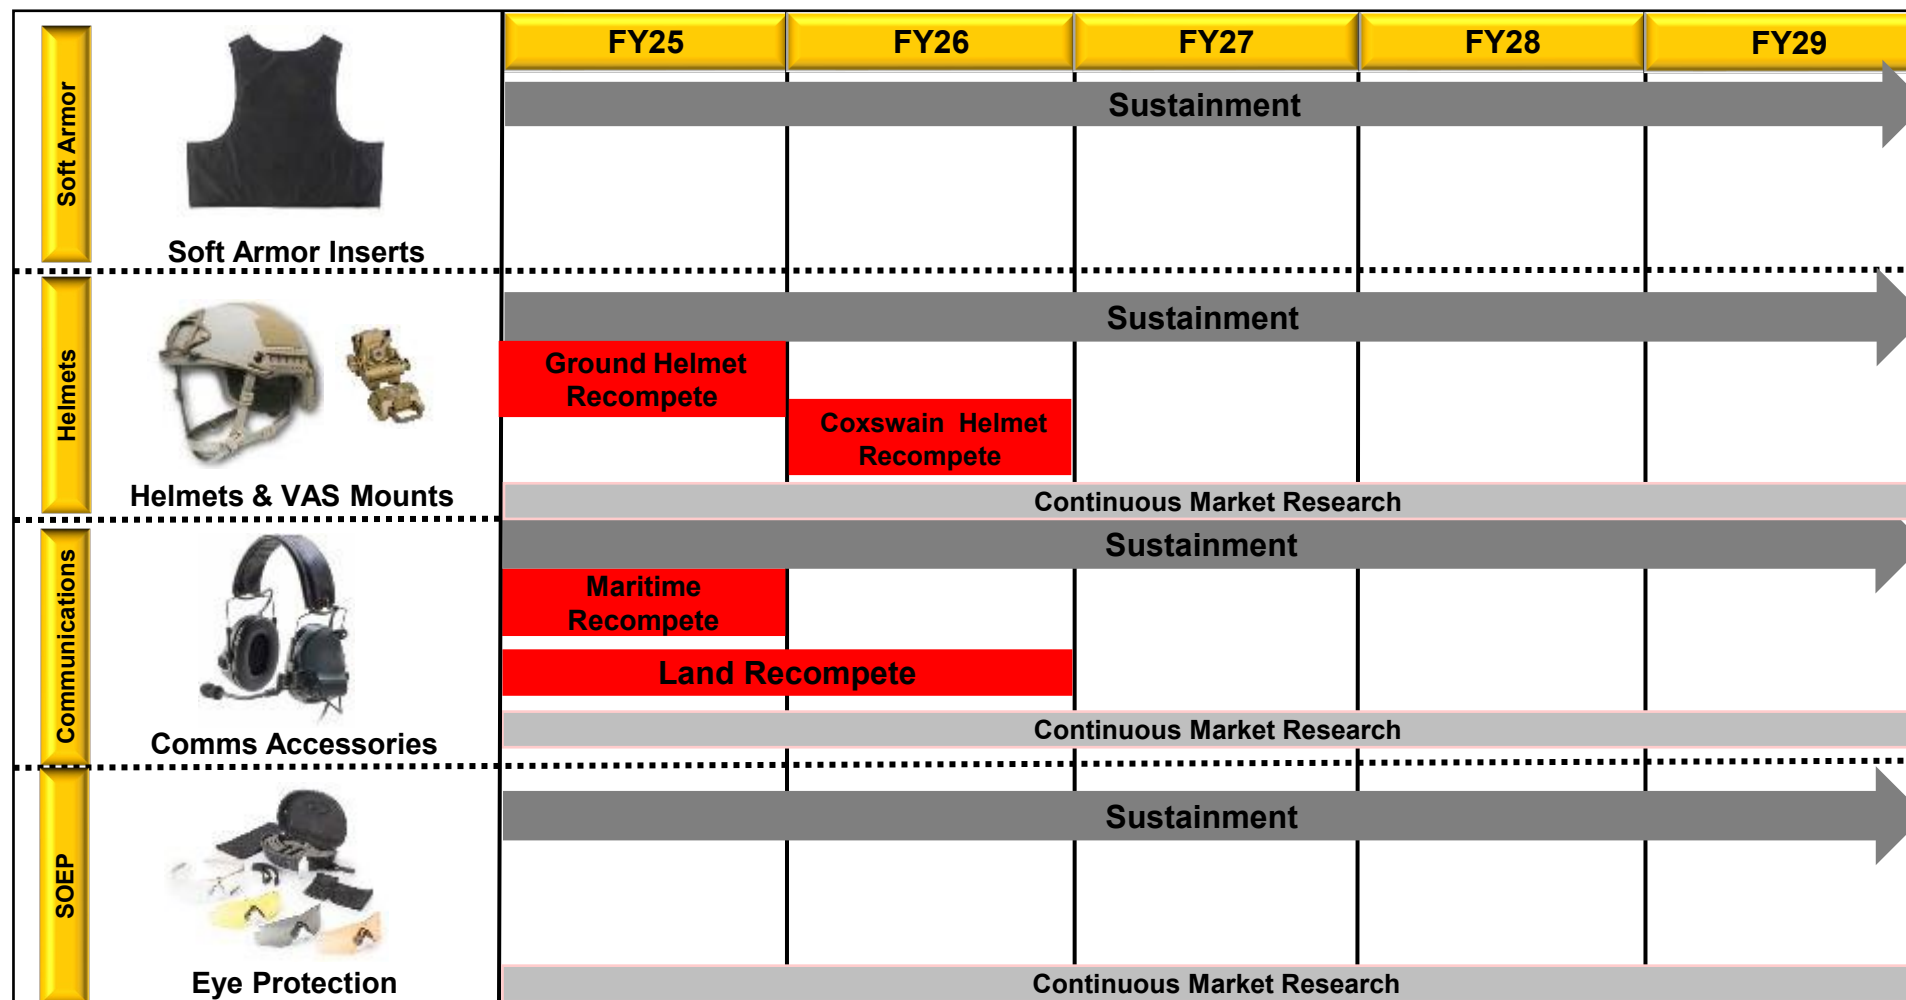 FY25 FY26 FY27 FY28 FY29
Soft Armor
Sustainment
Soft Armor Inserts
Helmets
Sustainment
Ground Helmet
Recompete
Coxswain Helmet
Recompete
Helmets & VAS Mounts
Continuous Market Research
Communications
Sustainment
Maritime
Recompete
Land Recompete
Comms Accessories
Continuous Market Research
SOEP
Sustainment
Eye Protection
Continuous Market Research